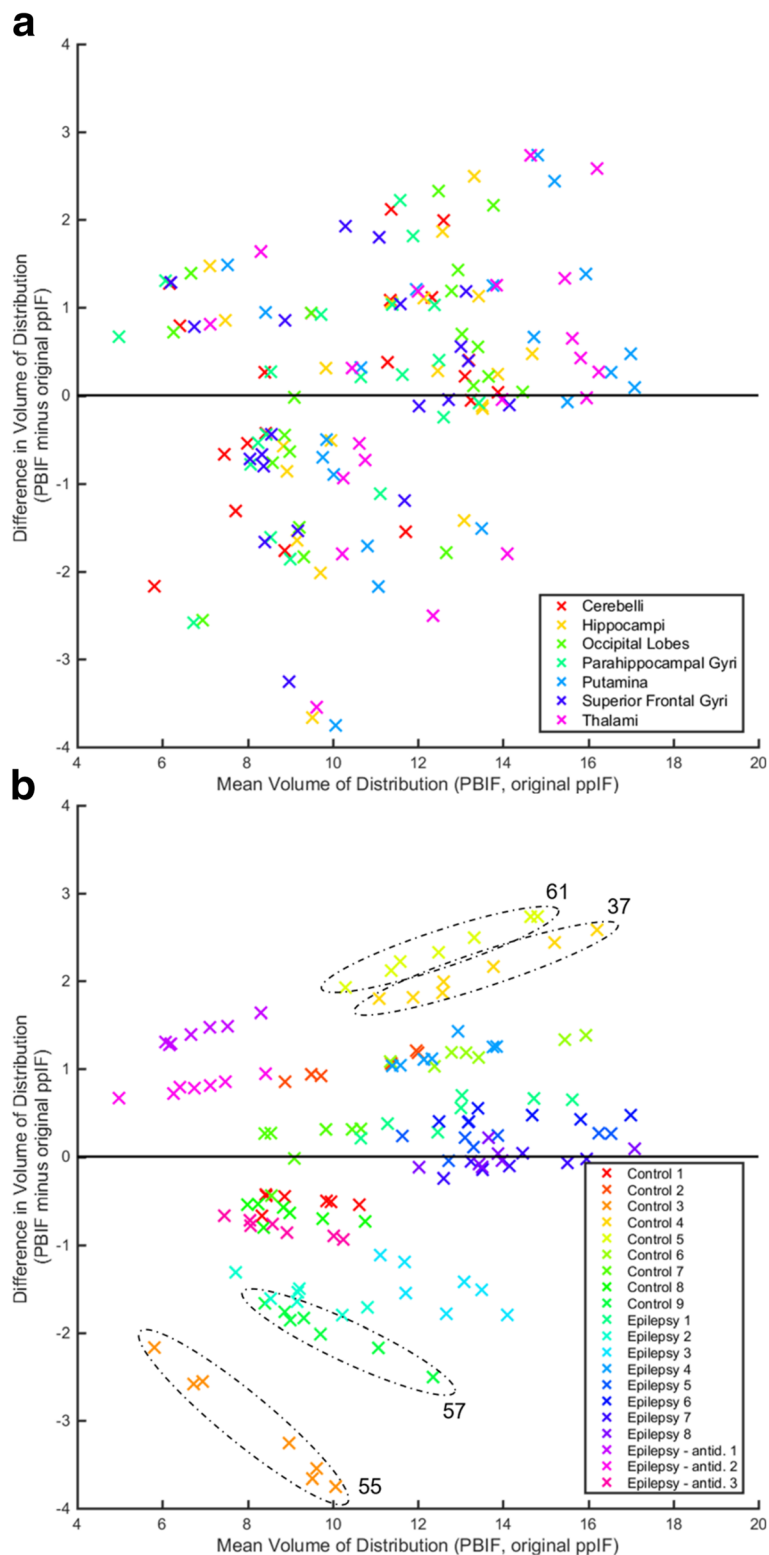 a
4
3
2
1
0
-1
-2
-3
-4
Difference in Volume of Distribution
(PBIF minus original ppIF)
Cerebelli
Hippocampi
Occipital Lobes
Parahippocampal Gyri
Putamina
Superior Frontal Gyri
Thalami
4 6 8 10 12 14 16 18 20
Mean Volume of Distribution (PBIF, original ppIF)
b
4
3
2
1
0
-1
-2
-3
-4
Difference in Volume of Distribution
(PBIF minus original ppIF)
61
37
57
55
Control 1
Control 2
Control 3
Control 4
Control 5
Control 6
Control 7
Control 8
Control 9
Epilepsy 1
Epilepsy 2
Epilepsy 3
Epilepsy 4
Epilepsy 5
Epilepsy 6
Epilepsy 7
Epilepsy 8
Epilepsy - antid. 1
Epilepsy - antid. 2
Epilepsy - antid. 3
4 6 8 10 12 14 16 18 20
Mean Volume of Distribution (PBIF, original ppIF)